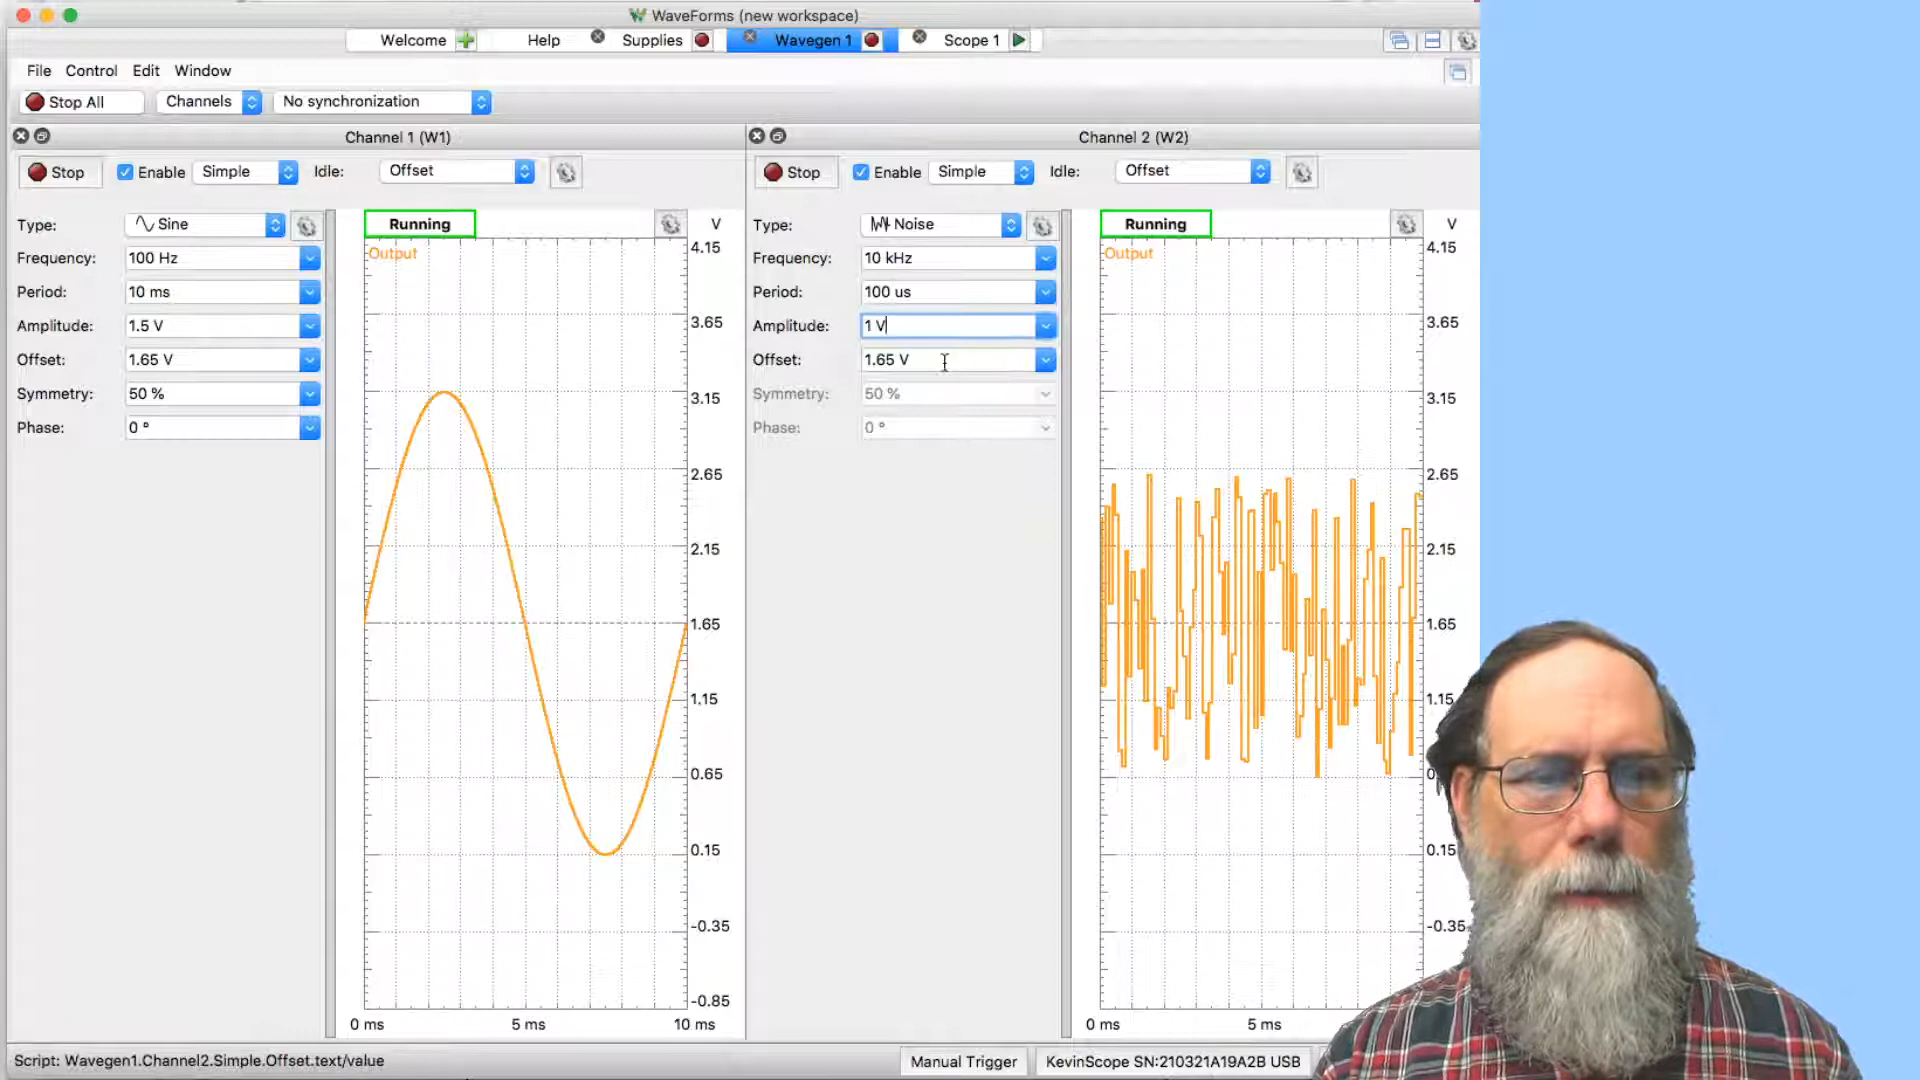 WaveForms (new workspace)
Welcome
Help
Supplies
Wavegen 1
Scope 1
File
Control
Edit
Window
Stop All
Channels
No synchronization
Channel 1 (W1)
Stop
Enable
Simple
Idle:
Offset
Type:
Sine
Frequency:
100 Hz
Period:
10 ms
Amplitude:
1.5 V
Offset:
1.65 V
Symmetry:
50 %
Phase:
0 °
Running
Output
V
4.15
3.65
3.15
2.65
2.15
1.65
1.15
0.65
0.15
-0.35
-0.85
0 ms
5 ms
10 ms
Channel 2 (W2)
Stop
Enable
Simple
Idle:
Offset
Type:
Noise
Frequency:
10 kHz
Period:
100 us
Amplitude:
1 V
Offset:
1.65 V
Symmetry:
50 %
Phase:
0 °
Running
Output
V
4.15
3.65
3.15
2.65
2.15
1.65
1.15
0.15
-0.35
0 ms
5 ms
Script: Wavegen1.Channel2.Simple.Offset.text/value
Manual Trigger
KevinScope SN:210321A19A2B USB